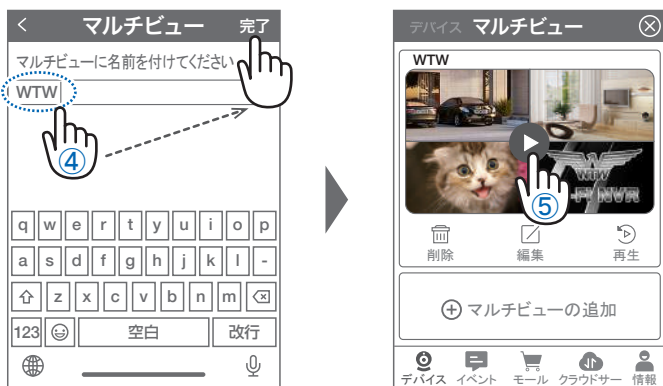 マルチビュー 完了
マルチビューに名前を付けてください
WTW
④
q w e r t y u i o p
a s d f g h j k l -
z x c v b n m
123 空白 改行
デバイス マルチビュー
WTW
WTW
-FI NVR
⑤
削除 編集 再生
マルチビューの追加
デバイス イベント モール クラウドサー 情報